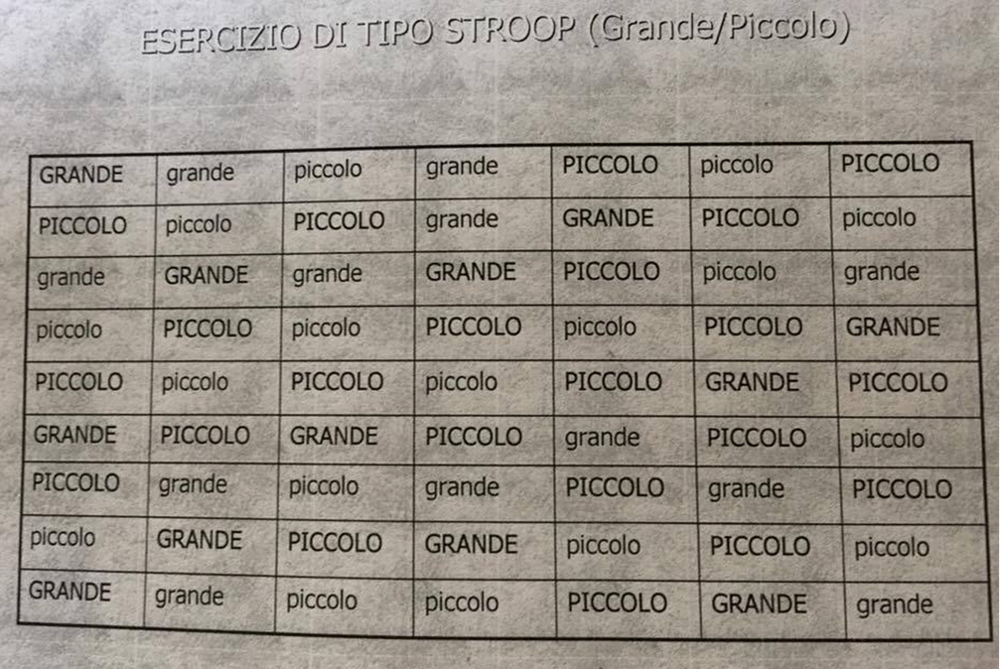 ESERCIZIO DI TIPO STROOP (Grande/Piccolo)
GRANDE grande piccolo grande PICCOLO piccolo PICCOLO
PICCOLO piccolo PICCOLO grande GRANDE PICCOLO piccolo
grande GRANDE grande GRANDE PICCOLO piccolo grande
piccolo PICCOLO piccolo PICCOLO piccolo PICCOLO GRANDE
PICCOLO piccolo PICCOLO piccolo PICCOLO GRANDE PICCOLO
GRANDE PICCOLO GRANDE PICCOLO grande PICCOLO piccolo
PICCOLO grande piccolo grande PICCOLO grande PICCOLO
piccolo GRANDE PICCOLO GRANDE piccolo PICCOLO piccolo
GRANDE grande piccolo piccolo PICCOLO GRANDE grande